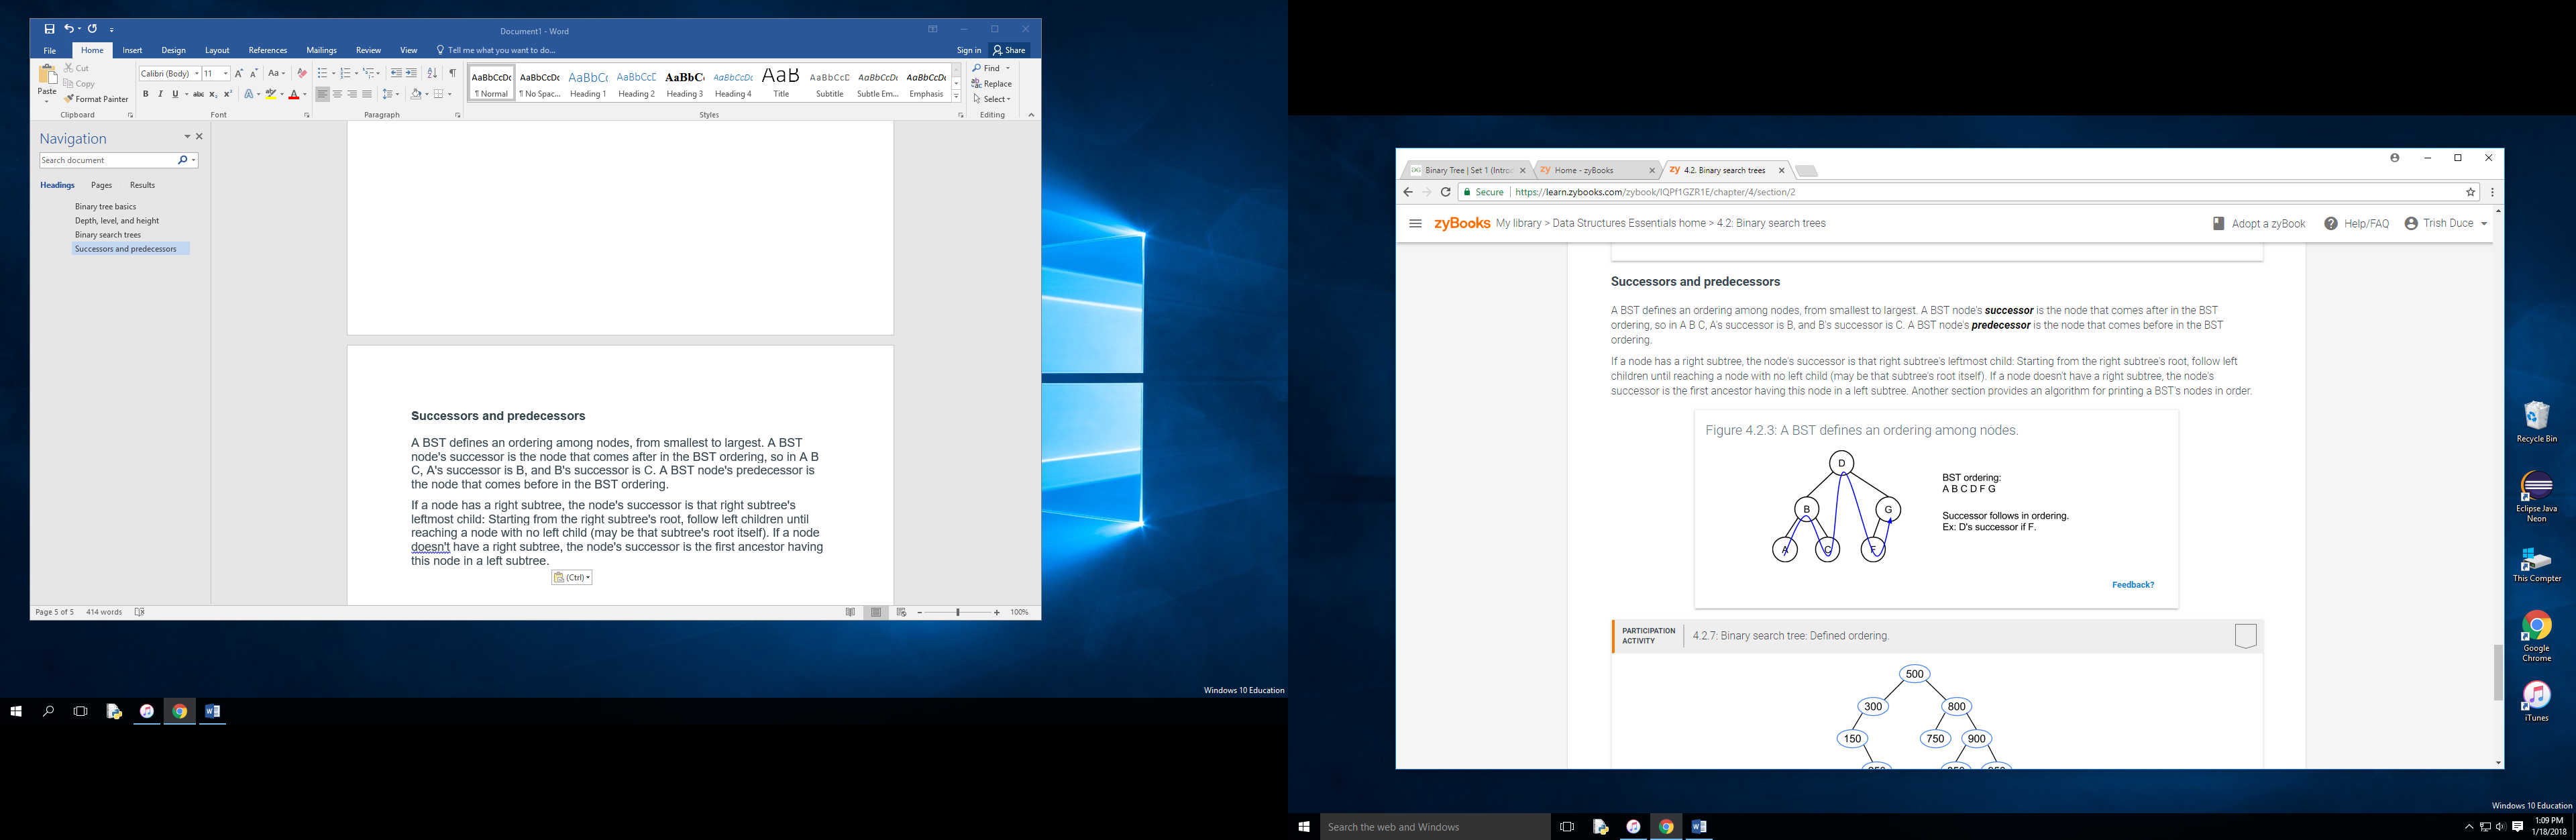 Document1 - Word
File Home Insert Design Layout References Mailings Review View Tell me what you want to do... Sign in Share
Paste
Cut
Copy
Format Painter
Clipboard
Calibri (Body) 11
Font
Paragraph
AaBbCcDc AaBbCcDc AaBbCc AaBbCcD AaBbC AaBbCcDc AaB AaBbCcD AaBbCcDc AaBbCcDc
¶ Normal ¶ No Spac... Heading 1 Heading 2 Heading 3 Heading 4 Title Subtitle Subtle Em... Emphasis
Styles
Find
Replace
Select
Editing
Navigation
Search document
Headings Pages Results
Binary tree basics
Depth, level, and height
Binary search trees
Successors and predecessors
Successors and predecessors
A BST defines an ordering among nodes, from smallest to largest. A BST
node's successor is the node that comes after in the BST ordering, so in A B
C, A's successor is B, and B's successor is C. A BST node's predecessor is
the node that comes before in the BST ordering.
If a node has a right subtree, the node's successor is that right subtree's
leftmost child: Starting from the right subtree's root, follow left children until
reaching a node with no left child (may be that subtree's root itself). If a node
doesn't have a right subtree, the node's successor is the first ancestor having
this node in a left subtree.
(Ctrl)
Page 5 of 5 414 words 100%
Windows 10 Education
Binary Tree | Set 1 (Intro Home - zyBooks 4.2. Binary search trees
Secure https://learn.zybooks.com/zybook/IQPf1GZR1E/chapter/4/section/2
zyBooks My library > Data Structures Essentials home > 4.2: Binary search trees Adopt a zyBook Help/FAQ Trish Duce
Successors and predecessors
A BST defines an ordering among nodes, from smallest to largest. A BST node's successor is the node that comes after in the BST
ordering, so in A B C, A's successor is B, and B's successor is C. A BST node's predecessor is the node that comes before in the BST
ordering.
If a node has a right subtree, the node's successor is that right subtree's leftmost child: Starting from the right subtree's root, follow left
children until reaching a node with no left child (may be that subtree's root itself). If a node doesn't have a right subtree, the node's
successor is the first ancestor having this node in a left subtree. Another section provides an algorithm for printing a BST's nodes in order.
Figure 4.2.3: A BST defines an ordering among nodes.
D
B G
A C F
BST ordering:
A B C D F G
Successor follows in ordering.
Ex: D's successor if F.
Feedback?
PARTICIPATION
ACTIVITY
4.2.7: Binary search tree: Defined ordering.
500
300 800
150 750 900
Recycle Bin
Eclipse Java
Neon
This Compter
Google
Chrome
iTunes
Windows 10 Education
Search the web and Windows
1:09 PM
1/18/2018